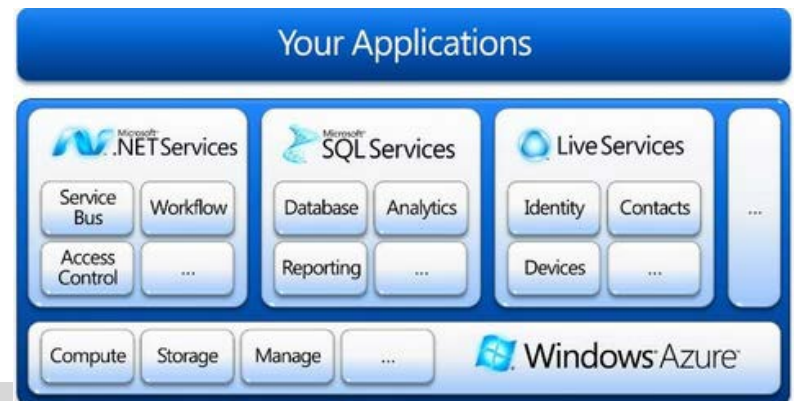 Your Applications
Microsoft®
.NET Services
Service
Bus
Workflow
Access
Control
...
Microsoft®
SQL Services
Database
Analytics
Reporting
...
Live Services
Identity
Contacts
Devices
...
...
Compute
Storage
Manage
...
Windows® Azure™